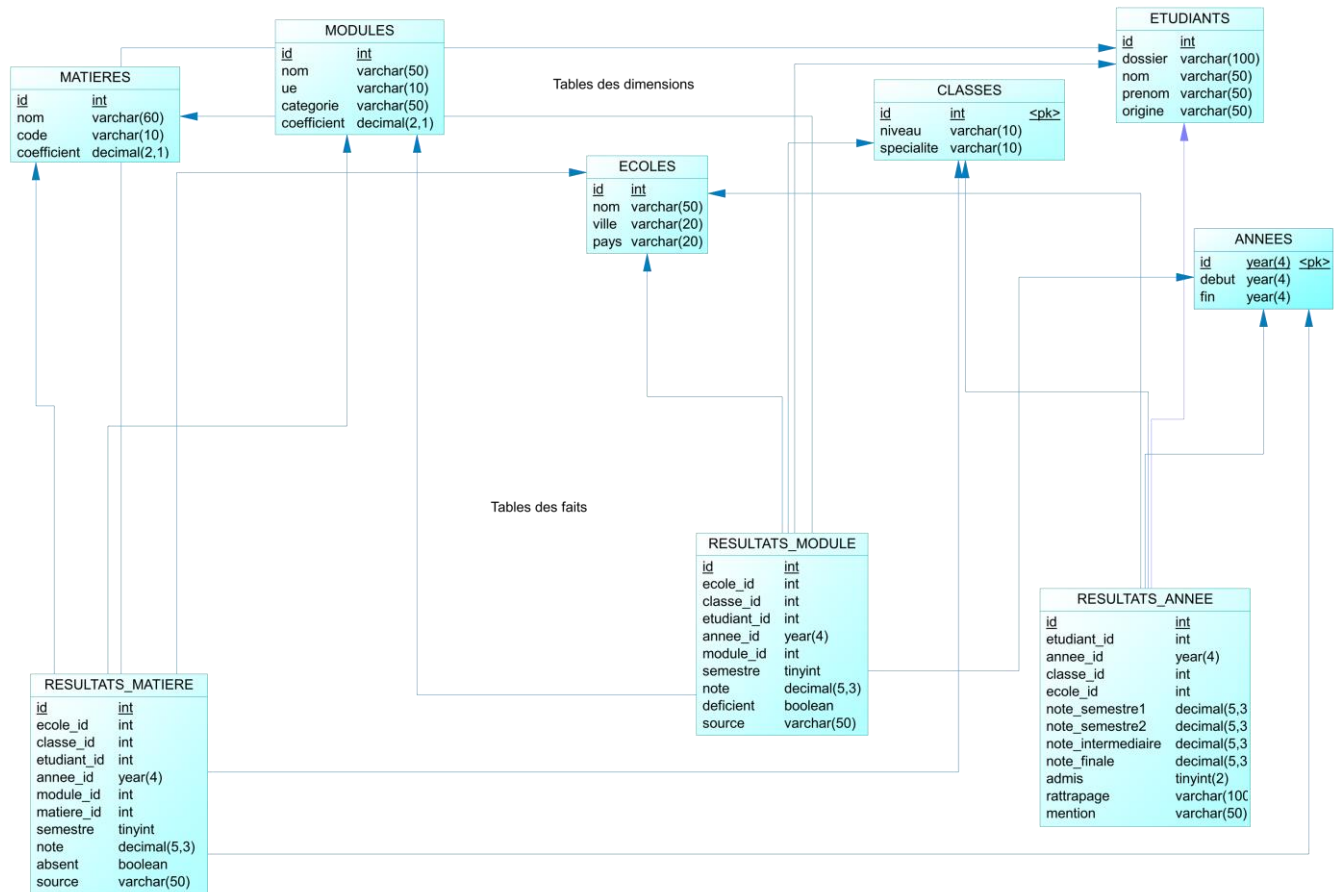 MODULES
id int
nom varchar(50)
ue varchar(10)
categorie varchar(50)
coefficient decimal(2,1)
ETUDIANTS
id int
dossier varchar(100)
nom varchar(50)
prenom varchar(50)
origine varchar(50)
MATIERES
id int
nom varchar(60)
code varchar(10)
coefficient decimal(2,1)
Tables des dimensions
CLASSES
id int <pk>
niveau varchar(10)
specialite varchar(10)
ECOLES
id int
nom varchar(50)
ville varchar(20)
pays varchar(20)
ANNEES
id year(4) <pk>
debut year(4)
fin year(4)
Tables des faits
RESULTATS_MODULE
id int
ecole_id int
classe_id int
etudiant_id int
annee_id year(4)
module_id int
semestre tinyint
note decimal(5,3)
deficient boolean
source varchar(50)
RESULTATS_ANNEE
id int
etudiant_id int
annee_id year(4)
classe_id int
ecole_id int
note_semestre1 decimal(5,3
note_semestre2 decimal(5,3
note_intermediaire decimal(5,3
note_finale decimal(5,3
admis tinyint(2)
rattrapage varchar(100
mention varchar(50)
RESULTATS_MATIERE
id int
ecole_id int
classe_id int
etudiant_id int
annee_id year(4)
module_id int
matiere_id int
semestre tinyint
note decimal(5,3)
absent boolean
source varchar(50)